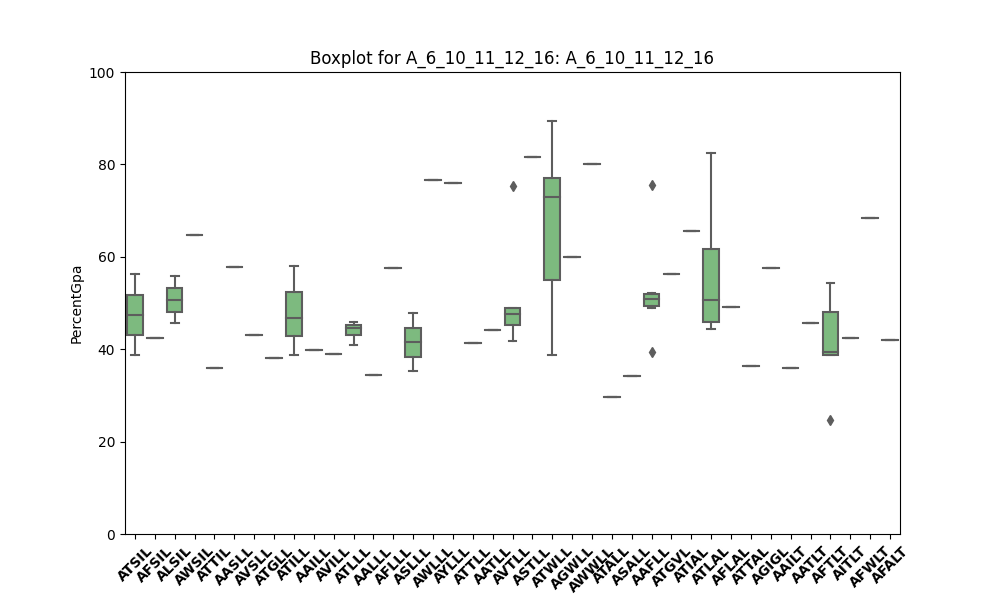 Boxplot for A_6_10_11_12_16: A_6_10_11_12_16
PercentGpa
100
80
60
40
20
0
ATSIL
AFSIL
ALSIL
AWSIL
ATTIL
AASLL
AVSLL
ATGLL
ATILL
AAILL
AVILL
ATLLL
AALLL
AFLLL
ASLLL
AWLLL
AYLLL
ATTLL
AATLL
AVTLL
ASTLL
ATWLL
AGWLL
AWWLL
ATALL
ASALL
AAFLL
ATGVL
ATIAL
ATLAL
AFLAL
ATTAL
AGIGL
AAILT
AATLT
AFTLT
AITLT
AFWLT
AFALT